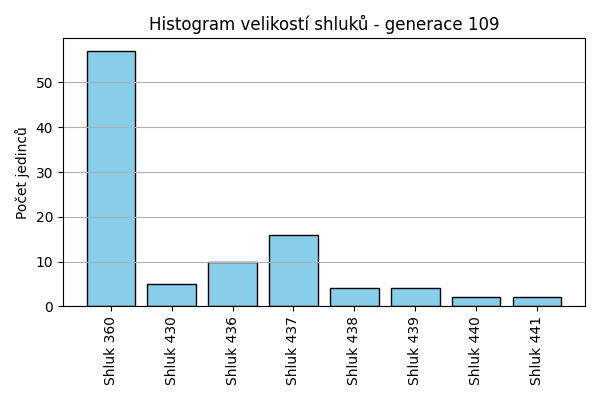 Histogram velikostí shluků - generace 109
Počet jedinců
50
40
30
20
10
0
Shluk 360
Shluk 430
Shluk 436
Shluk 437
Shluk 438
Shluk 439
Shluk 440
Shluk 441